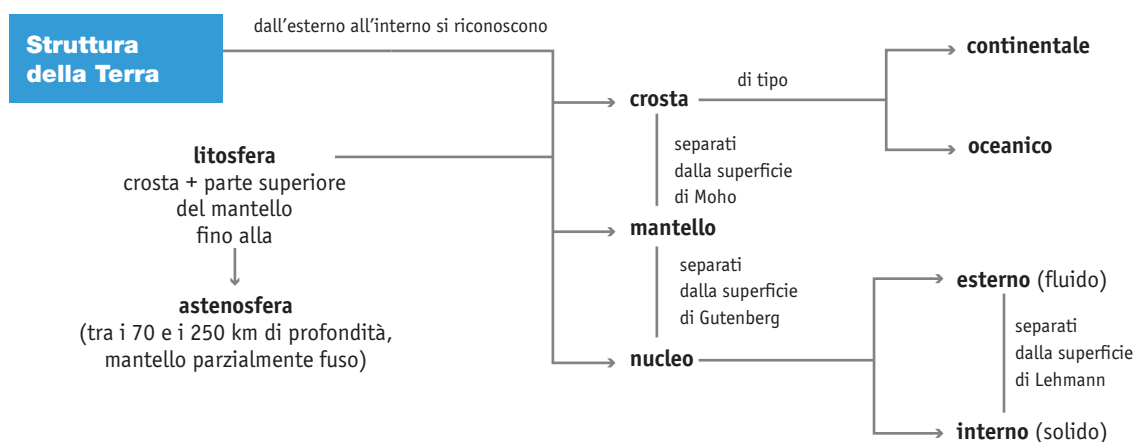 Struttura
della Terra
dall'esterno all'interno si riconoscono
crosta
di tipo
continentale
oceanico
separati
dalla superficie
di Moho
litosfera
crosta + parte superiore
del mantello
fino alla
astenosfera
(tra i 70 e i 250 km di profondità,
mantello parzialmente fuso)
mantello
separati
dalla superficie
di Gutenberg
nucleo
esterno (fluido)
separati
dalla superficie
di Lehmann
interno (solido)